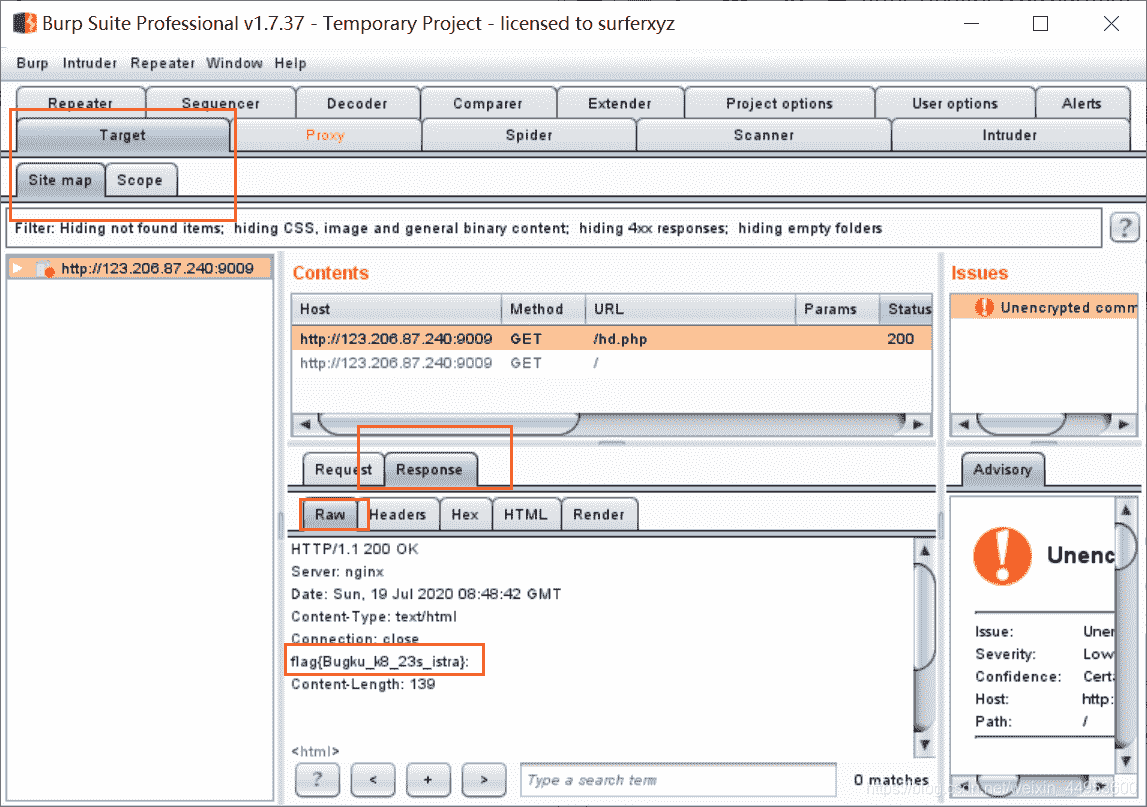 Burp Suite Professional v1.7.37 - Temporary Project - licensed to surferxyz
Burp Intruder Repeater Window Help
Repeater Sequencer Decoder Comparer Extender Project options User options Alerts
Target Proxy Spider Scanner Intruder
Site map Scope
Filter: Hiding not found items; hiding CSS, image and general binary content; hiding 4xx responses; hiding empty folders ?
http://123.206.87.240:9009
Contents
Host Method URL Params Status
http://123.206.87.240:9009 GET /hd.php 200
http://123.206.87.240:9009 GET /
Issues
Unencrypted comm
Request Response
Raw Headers Hex HTML Render
HTTP/1.1 200 OK
Server: nginx
Date: Sun, 19 Jul 2020 08:48:42 GMT
Content-Type: text/html
Connection: close
flag{Bugku_k8_23s_istra}:
Content-Length: 139
<html>
? < + > Type a search term 0 matches
Advisory
Unenc
Issue: Uner
Severity: Low
Confidence: Certa
Host: http:
Path: /